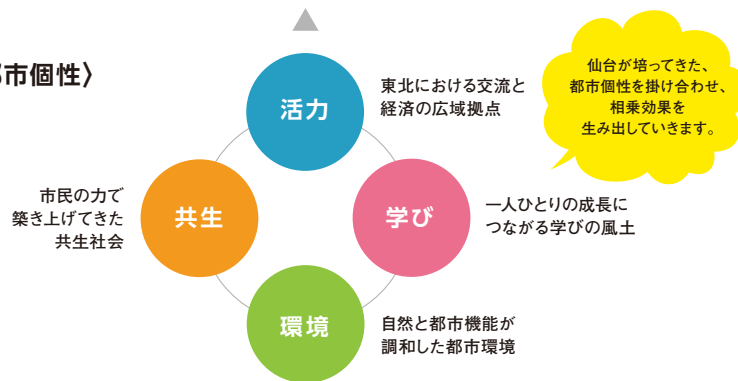 市個性〉
活力
東北における交流と
経済の広域拠点
仙台が培ってきた、
都市個性を掛け合わせ、
相乗効果を
生み出していきます。
市民の力で
築き上げてきた
共生社会
共生
学び
一人ひとりの成長に
つながる学びの風土
環境
自然と都市機能が
調和した都市環境